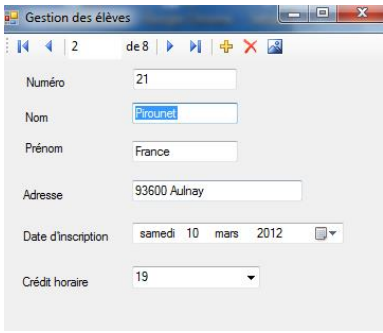 Gestion des élèves
2 de 8
Numéro 21
Nom Pirounet
Prénom France
Adresse 93600 Aulnay
Date d'inscription samedi 10 mars 2012
Crédit horaire 19